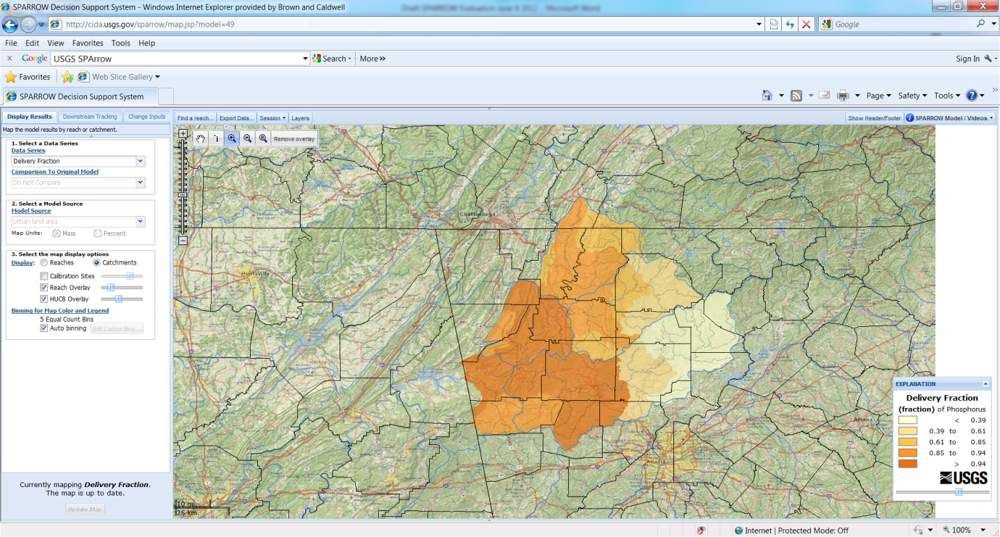 SPARROW Decision Support System - Windows Internet Explorer provided by Brown and Caldwell
Draft SPARROW Evaluation June 8 2012 - Microsoft Word
http://cida.usgs.gov/sparrow/map.jsp?model=49
Google
File Edit View Favorites Tools Help
x Google USGS SPArrow Search More»
Sign In
Favorites Web Slice Gallery
SPARROW Decision Support System
Page Safety Tools
Display Results Downstream Tracking Change Inputs
Find a reach... Export Data... Session Layers
Show Header/Footer SPARROW Model / Videos
Map the model results by reach or catchment.
1. Select a Data Series
Data Series
Delivery Fraction
Comparison To Original Model
Do Not Compare
2. Select a Model Source
Model Source
Urban land area
Map Units: Mass Percent
3. Select the map display options
Display: Reaches Catchments
Calibration Sites
Reach Overlay
HUC8 Overlay
Binning for Map Color and Legend
5 Equal Count Bins
Auto binning Edit Custom Bins...
Currently mapping Delivery Fraction.
The map is up to date.
Update Map
Remove overlay
Chattanooga
Huntsville
Athens
Atlanta
10 mi.
25 km.
EXPLANATION
Delivery Fraction
(fraction) of Phosphorus
< 0.39
0.39 to 0.61
0.61 to 0.85
0.85 to 0.94
> 0.94
USGS
Internet | Protected Mode: Off
100%